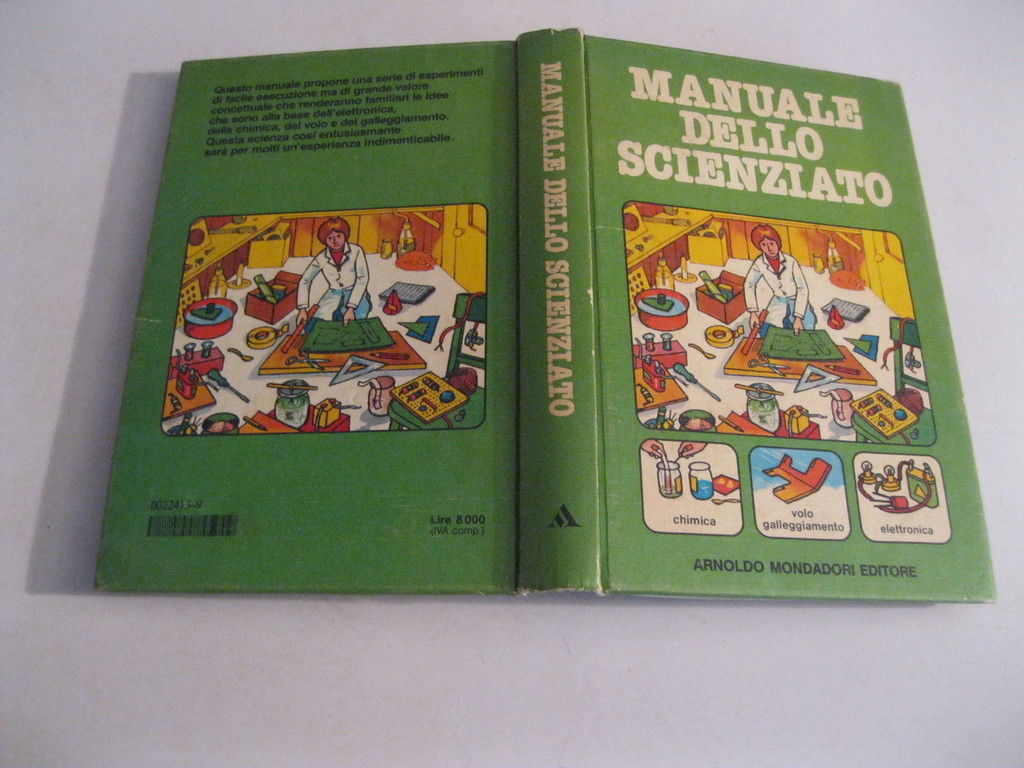 Questo manuale propone una serie di esperimenti
di facile esecuzione ma di grande valore
concettuale che renderanno familiari le idee
che sono alla base dell'elettronica,
della chimica, del volo e del galleggiamento.
Questa scienza così entusiasmante
sarà per molti un'esperienza indimenticabile.
0022413-9
Lire 8000
(IVA comp.)
MANUALE DELLO SCIENZIATO
MANUALE
DELLO
SCIENZIATO
chimica
volo
galleggiamento
elettronica
ARNOLDO MONDADORI EDITORE